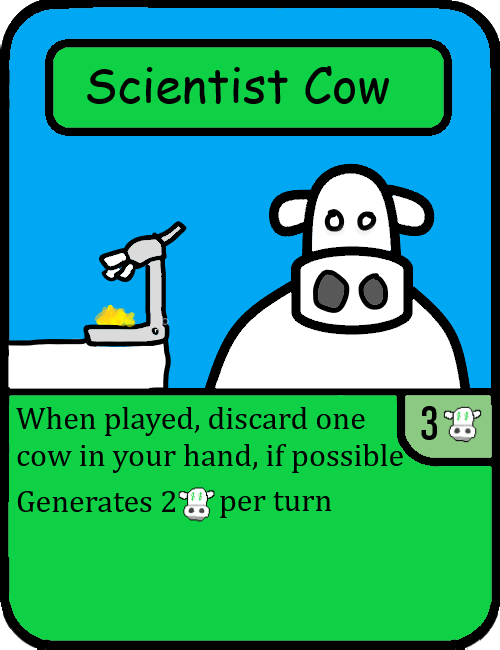 Scientist Cow
3
When played, discard one
cow in your hand, if possible
Generates 2 per turn